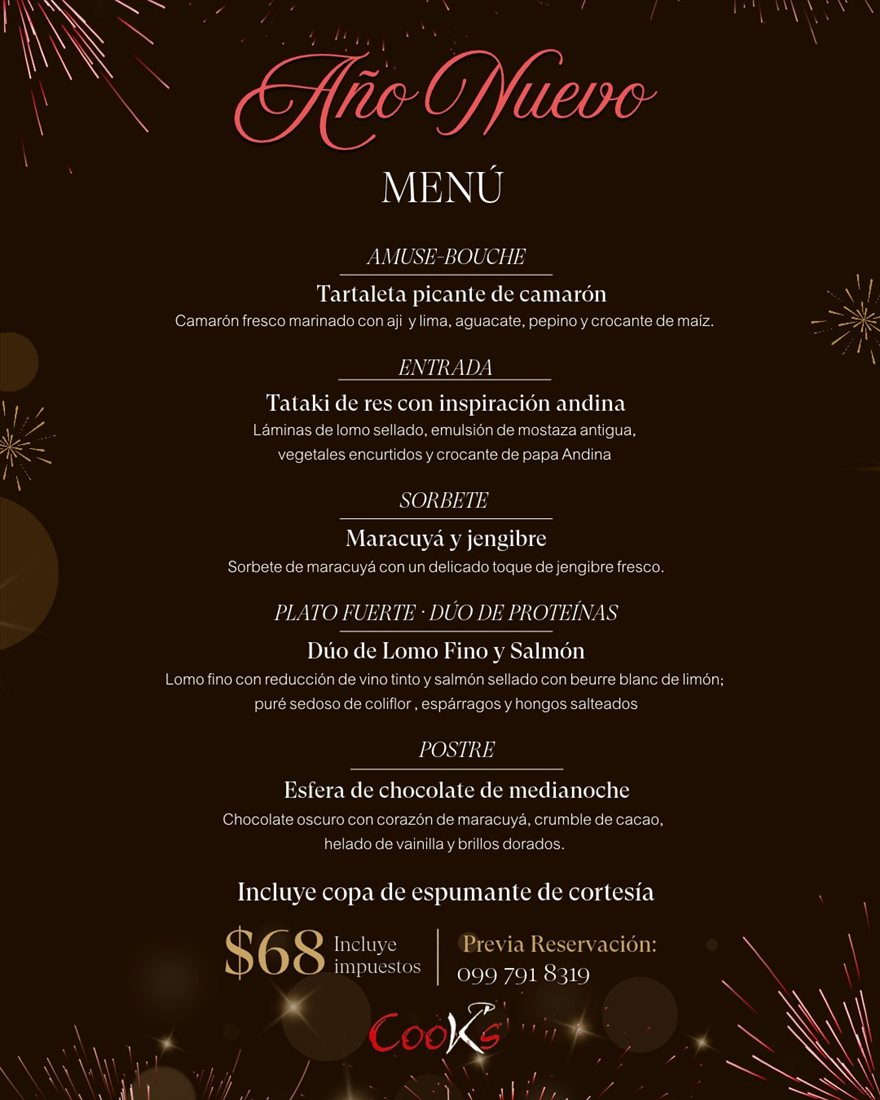 Año Nuevo
MENÚ
AMUSE-BOUCHE
Tartaleta picante de camarón
Camarón fresco marinado con aji y lima, aguacate, pepino y crocante de maíz.
ENTRADA
Tataki de res con inspiración andina
Láminas de lomo sellado, emulsión de mostaza antigua,
vegetales encurtidos y crocante de papa Andina
SORBETE
Maracuyá y jengibre
Sorbete de maracuyá con un delicado toque de jengibre fresco.
PLATO FUERTE · DÚO DE PROTEÍNAS
Dúo de Lomo Fino y Salmón
Lomo fino con reducción de vino tinto y salmón sellado con beurre blanc de limón;
puré sedoso de coliflor , espárragos y hongos salteados
POSTRE
Esfera de chocolate de medianoche
Chocolate oscuro con corazón de maracuyá, crumble de cacao,
helado de vainilla y brillos dorados.
Incluye copa de espumante de cortesía
$68 Incluye
impuestos
Previa Reservación:
099 791 8319
Cook's